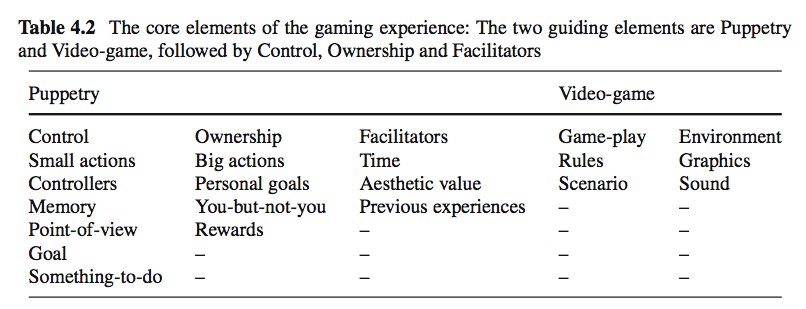 Table 4.2 The core elements of the gaming experience: The two guiding elements are Puppetry
and Video-game, followed by Control, Ownership and Facilitators
Puppetry Video-game
Control Ownership Facilitators Game-play Environment
Small actions Big actions Time Rules Graphics
Controllers Personal goals Aesthetic value Scenario Sound
Memory You-but-not-you Previous experiences – –
Point-of-view Rewards – – –
Goal – – – –
Something-to-do – – – –